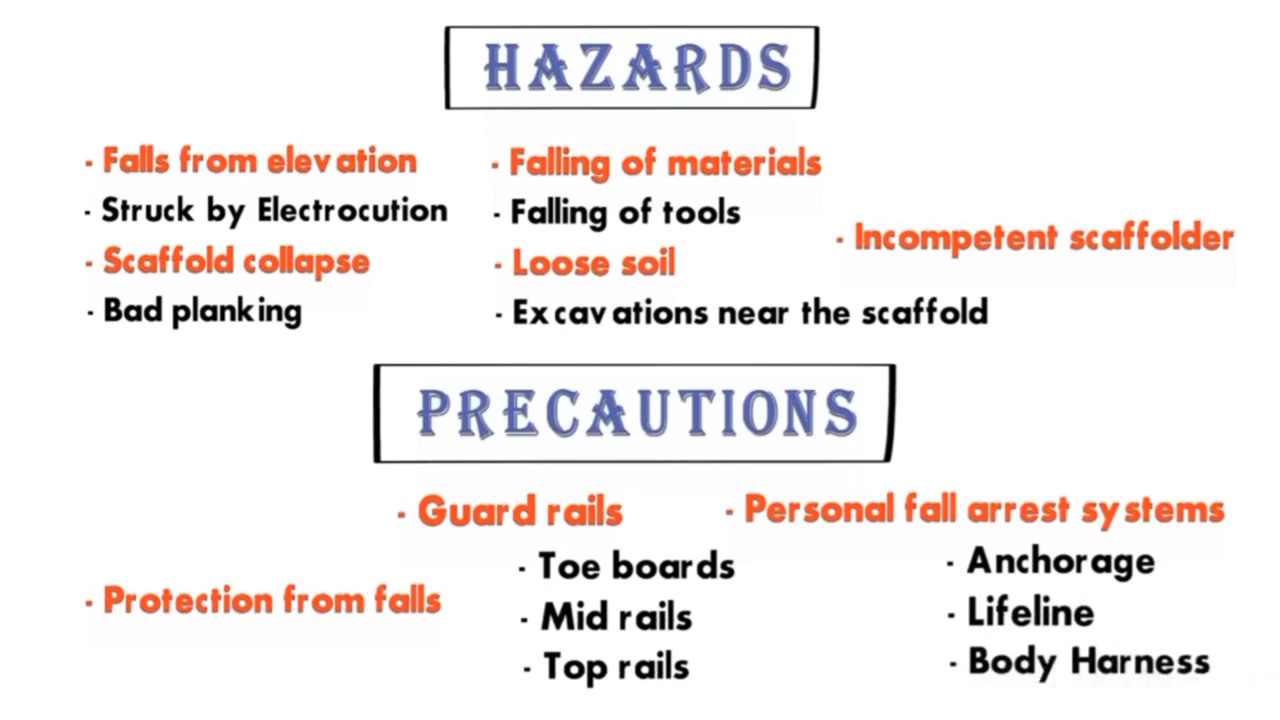 HAZARDS
- Falls from elevation
- Struck by Electrocution
- Scaffold collapse
- Bad planking
- Falling of materials
- Falling of tools
- Loose soil
- Excavations near the scaffold
- Incompetent scaffolder
PRECAUTIONS
- Protection from falls
- Guard rails
- Toe boards
- Mid rails
- Top rails
- Personal fall arrest systems
- Anchorage
- Lifeline
- Body Harness